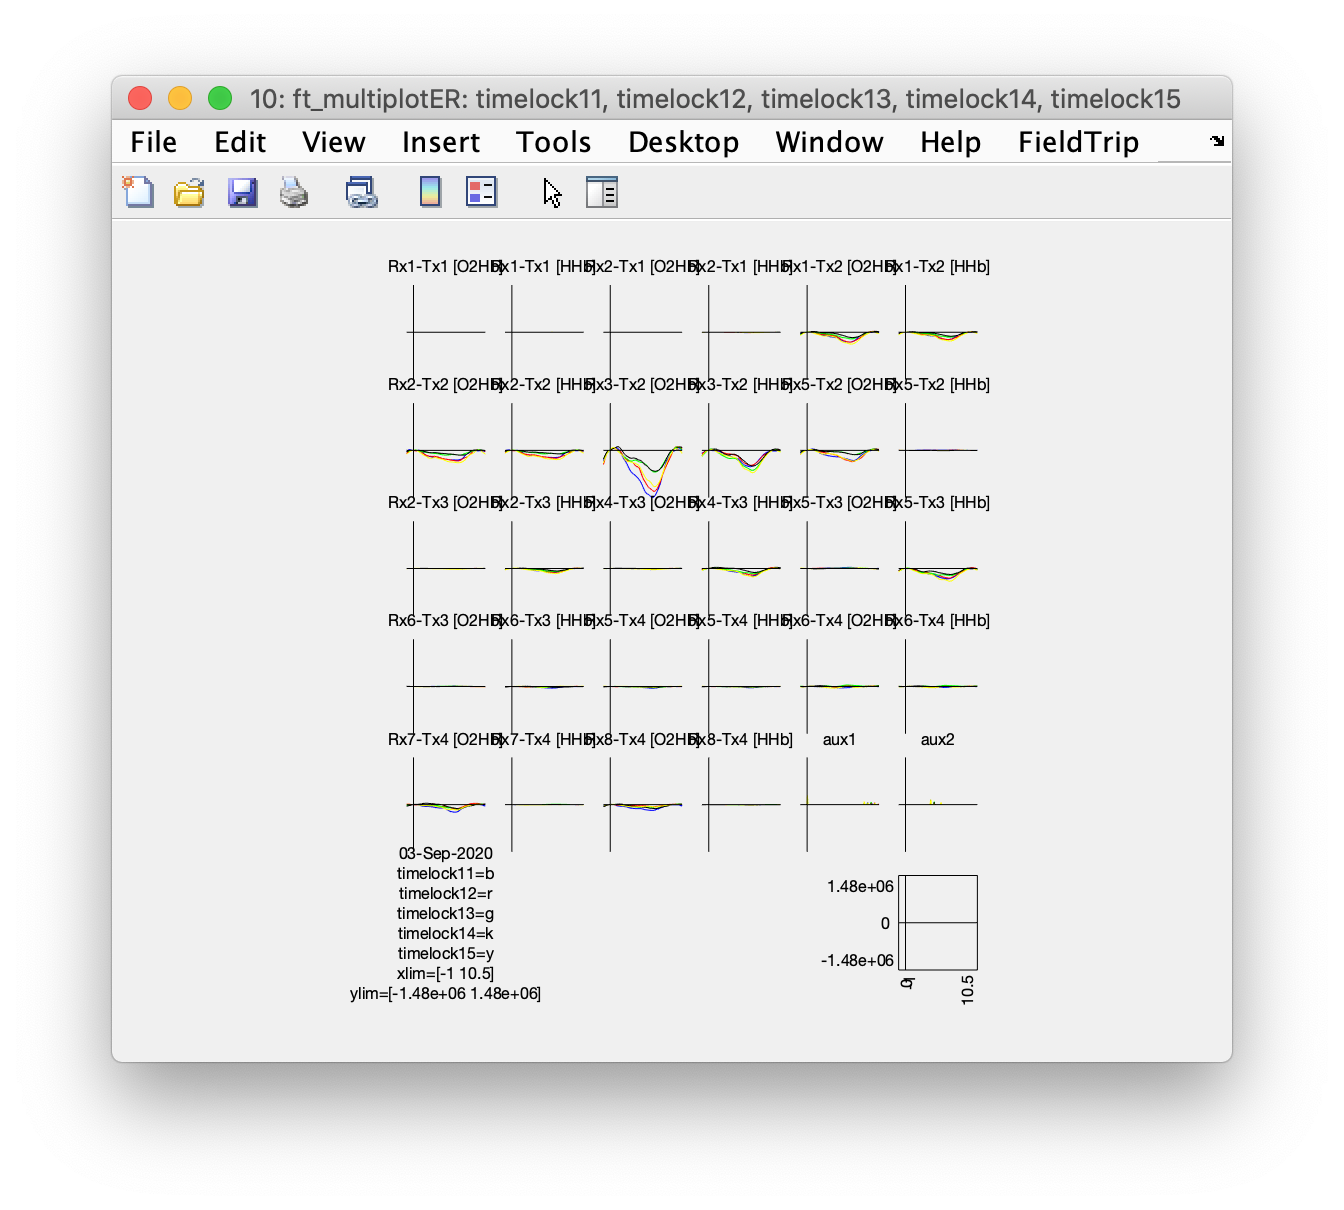 10: ft_multiplotER: timelock11, timelock12, timelock13, timelock14, timelock15
File Edit View Insert Tools Desktop Window Help FieldTrip
Rx1-Tx1 [O2Hb] Rx1-Tx1 [HHb] Rx2-Tx1 [O2Hb] Rx2-Tx1 [HHb] Rx1-Tx2 [O2Hb] Rx1-Tx2 [HHb]
Rx2-Tx2 [O2Hb] Rx2-Tx2 [HHb] Rx3-Tx2 [O2Hb] Rx3-Tx2 [HHb] Rx5-Tx2 [O2Hb] Rx5-Tx2 [HHb]
Rx2-Tx3 [O2Hb] Rx2-Tx3 [HHb] Rx4-Tx3 [O2Hb] Rx4-Tx3 [HHb] Rx5-Tx3 [O2Hb] Rx5-Tx3 [HHb]
Rx6-Tx3 [O2Hb] Rx6-Tx3 [HHb] Rx5-Tx4 [O2Hb] Rx5-Tx4 [HHb] Rx6-Tx4 [O2Hb] Rx6-Tx4 [HHb]
Rx7-Tx4 [O2Hb] Rx7-Tx4 [HHb] Rx8-Tx4 [O2Hb] Rx8-Tx4 [HHb] aux1 aux2
03-Sep-2020
timelock11=b
timelock12=r
timelock13=g
timelock14=k
timelock15=y
xlim=[-1 10.5]
ylim=[-1.48e+06 1.48e+06]
1.48e+06
0
-1.48e+06
-1 0 10.5